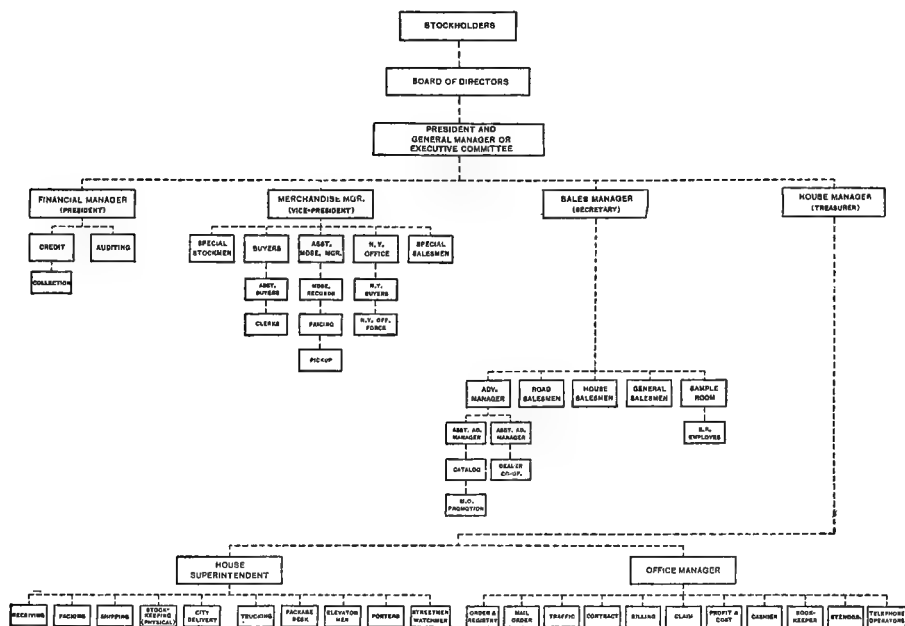 STOCKHOLDERS
BOARD OF DIRECTORS
PRESIDENT AND
GENERAL MANAGER OR
EXECUTIVE COMMITTEE
FINANCIAL MANAGER
(PRESIDENT)
MERCHANDISE MGR.
(VICE-PRESIDENT)
SALES MANAGER
(SECRETARY)
HOUSE MANAGER
(TREASURER)
CREDIT
AUDITING
COLLECTION
SPECIAL
STOCKMEN
BUYERS
ASST.
MDSE. MGR.
N.Y.
OFFICE
SPECIAL
SALESMEN
ASST.
BUYERS
MDSE.
RECORDS
N.Y.
BUYERS
CLERKS
PRICING
N.Y. OFF.
FORCE
PICKUP
ADV.
MANAGER
ROAD
SALESMEN
HOUSE
SALESMEN
GENERAL
SALESMEN
SAMPLE
ROOM
ASST. AD.
MANAGER
ASST. AD.
MANAGER
S.R.
EMPLOYES
CATALOG
DEALER
CO-OP.
M.O.
PROMOTION
HOUSE
SUPERINTENDENT
OFFICE MANAGER
RECEIVING
PACKING
SHIPPING
STOCK-
KEEPING
(PHYSICAL)
CITY
DELIVERY
TRUCKING
PACKAGE
DESK
ELEVATOR
MEN
PORTERS
STREETMEN
WATCHMEN
ORDER &
REGISTRY
MAIL
ORDER
TRAFFIC
CONTRACT
BILLING
CLAIM
PROFIT &
COST
CASHIER
BOOK-
KEEPER
STENOGS.
TELEPHONE
OPERATORS